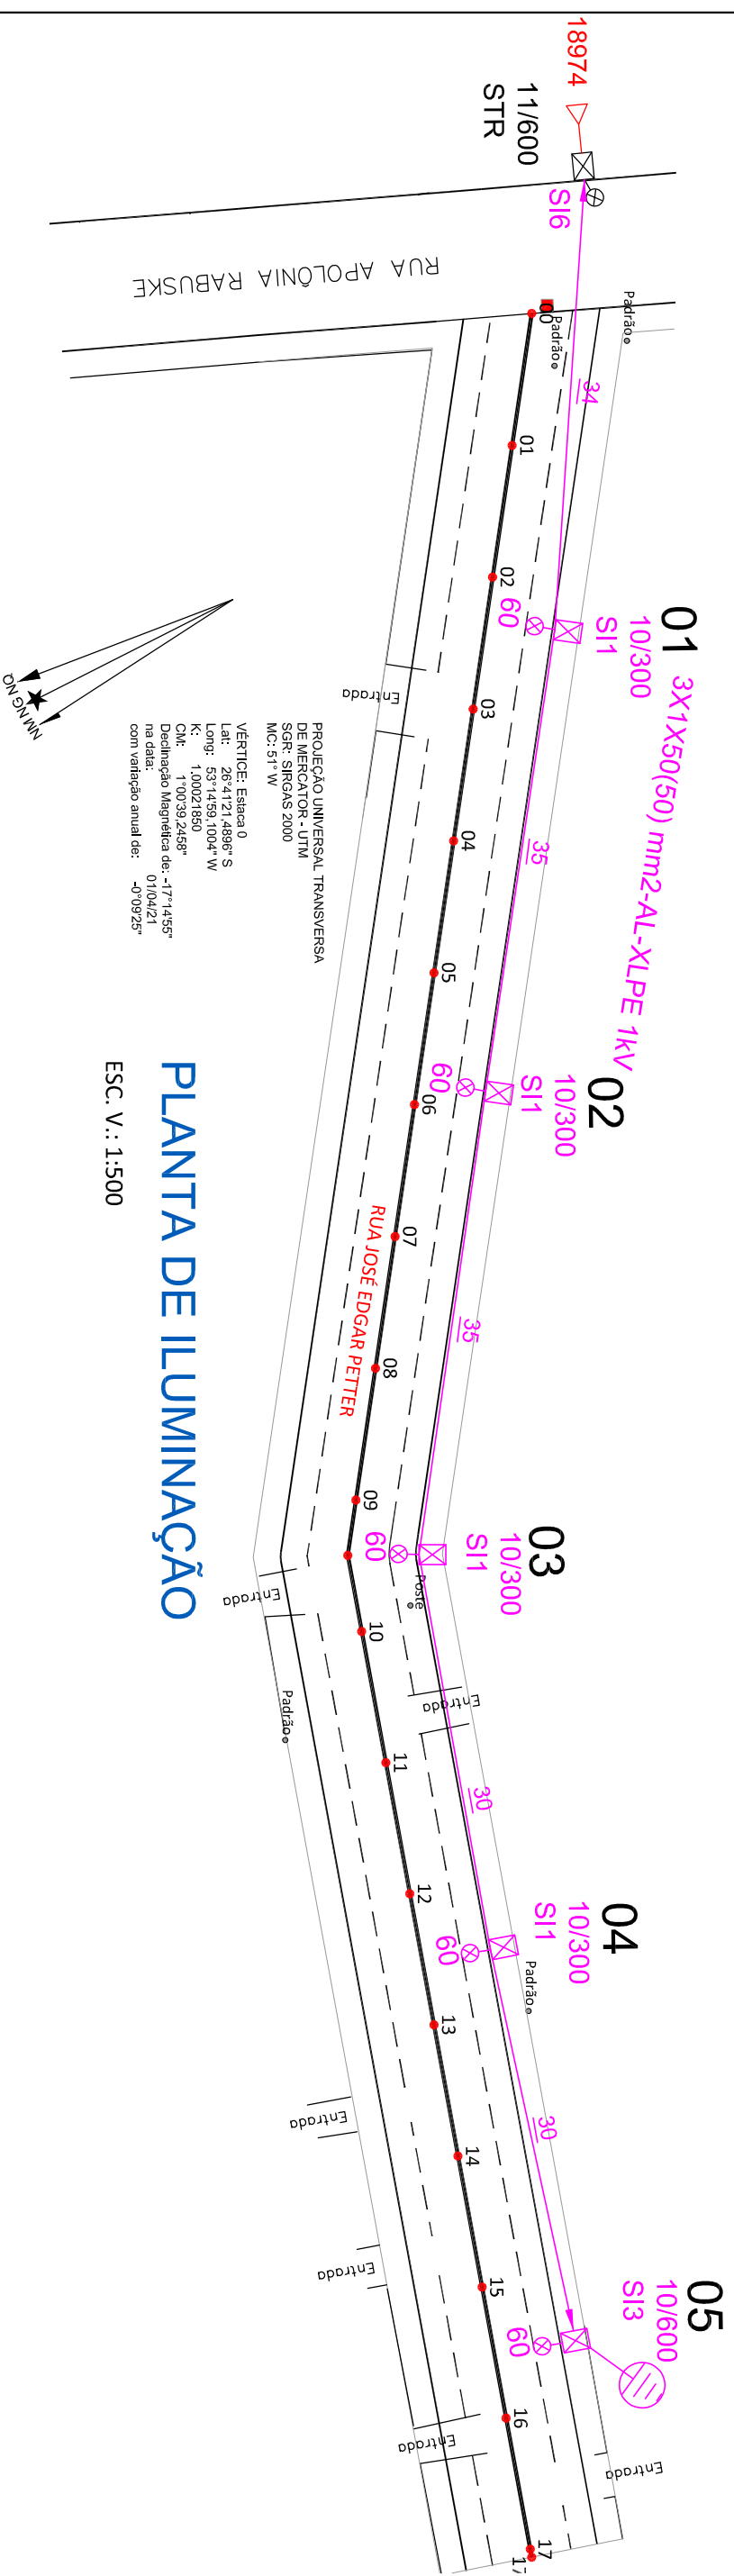 18974
11/600
STR
SI6
RUA APOLÔNIA RABUSKE
Padrão
00
Padrão
34
01
02
60
01
10/300
SI1
3X1X50(50) mm2-AL-XLPE 1kV
03
Entrada
NM NG NQ
PROJEÇÃO UNIVERSAL TRANSVERSA
DE MERCATOR - UTM
SGR: SIRGAS 2000
MC: 51° W
VÉRTICE: Estaca 0
Lat: 26°41'21,4896" S
Long: 53°14'59,1004" W
K: 1.00021850
CM: 1°00'39,2458"
Declinação Magnética de: -17°14'55"
na data: 01/04/21
com variação anual de: -0°09'25"
04
35
05
60
06
02
10/300
SI1
PLANTA DE ILUMINAÇÃO
ESC. V.: 1:500
07
RUA JOSÉ EDGAR PETTER
35
08
09
60
03
10/300
SI1
Poste
Entrada
10
Padrão
Entrada
11
30
12
60
04
10/300
SI1
Padrão
13
Entrada
30
14
Entrada
15
60
05
10/600
SI3
16
Entrada
Entrada
17